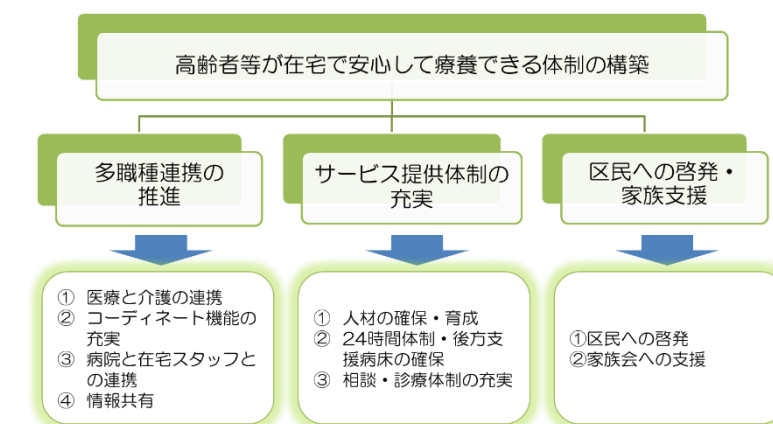 高齢者等が在宅で安心して療養できる体制の構築
多職種連携の
推進
サービス提供体制の
充実
区民への啓発・
家族支援
① 医療と介護の連携
② コーディネート機能の
充実
③ 病院と在宅スタッフと
の連携
④ 情報共有
① 人材の確保・育成
② 24時間体制・後方支
援病床の確保
③ 相談・診療体制の充実
①区民への啓発
②家族会への支援